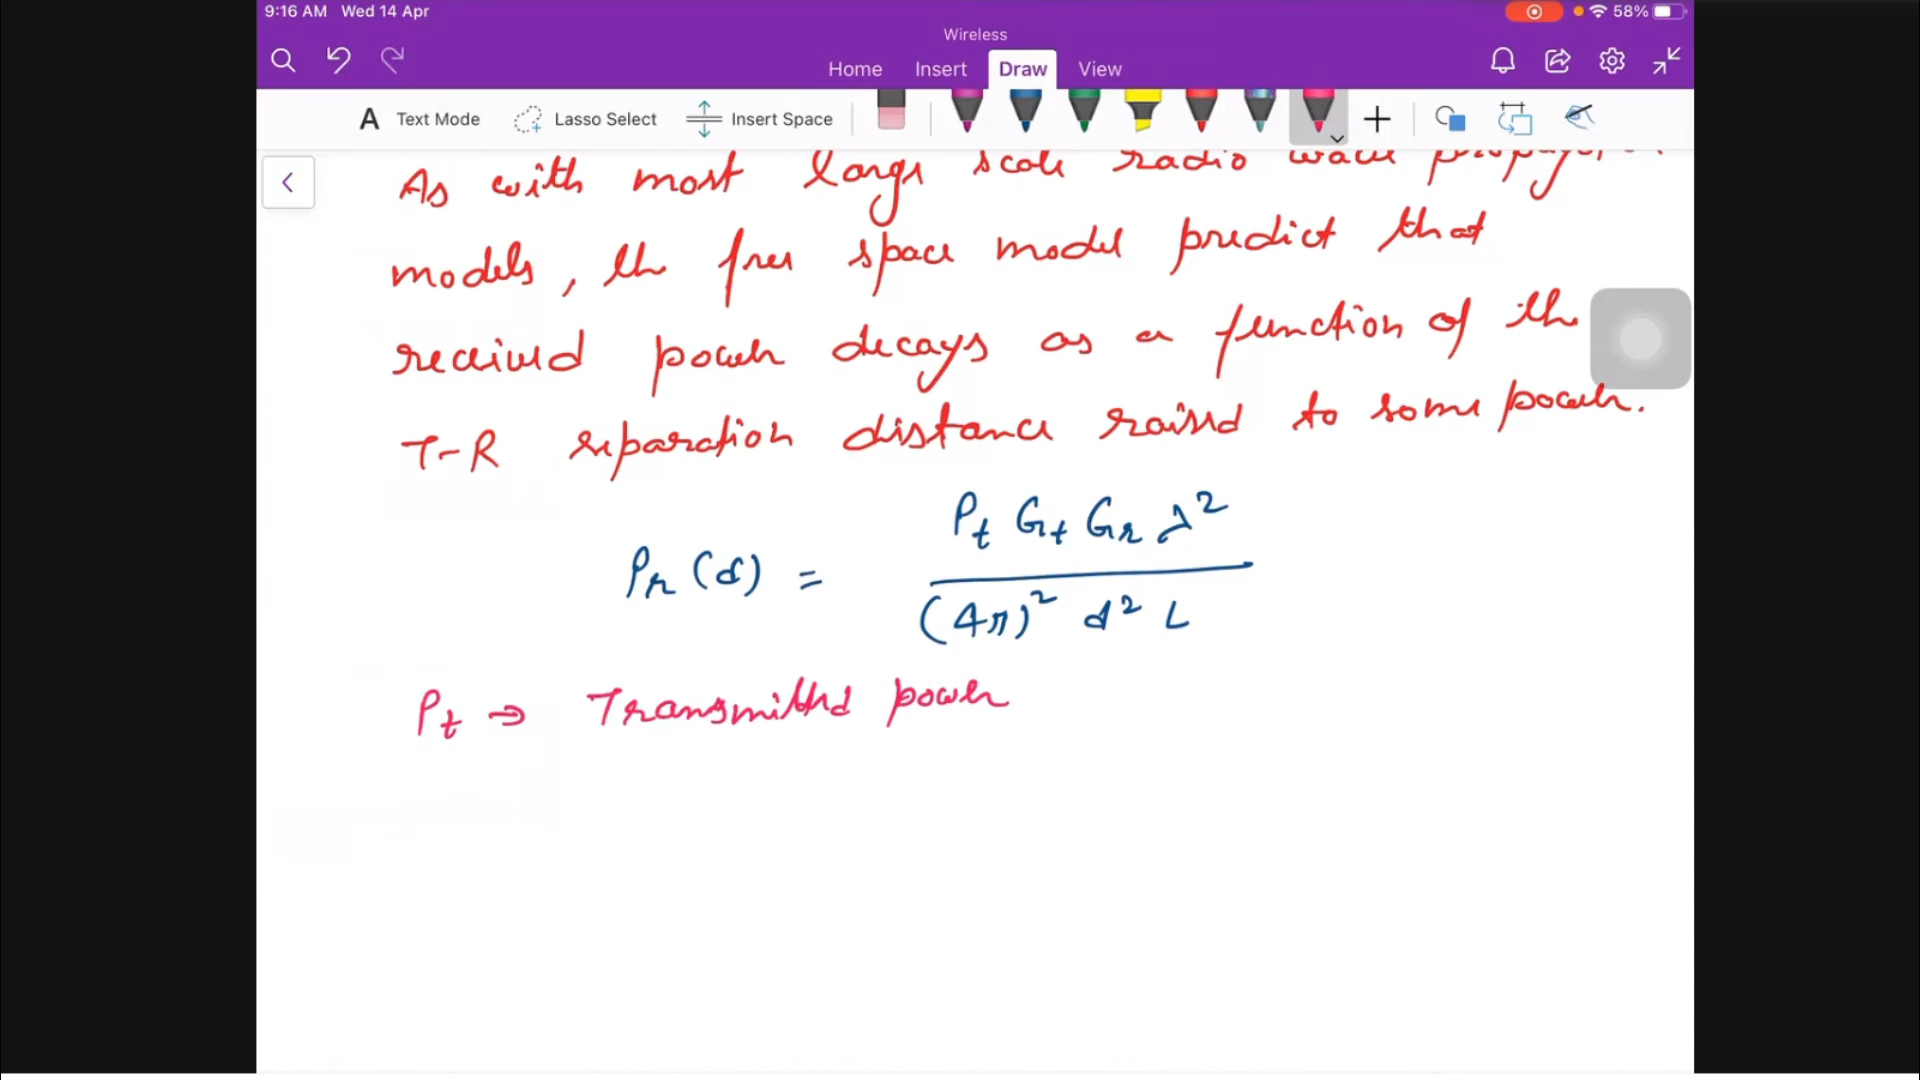 9:16 AM Wed 14 Apr
58%
Wireless
Home Insert Draw View
A Text Mode Lasso Select Insert Space
As with most large scale radio wave
models, the free space model predict that
received power decays as a function of the
T-R separation distance raised to some power.
Pr(d) = Pt Gt Gr λ² / (4π)² d² L
Pt → Transmitted power